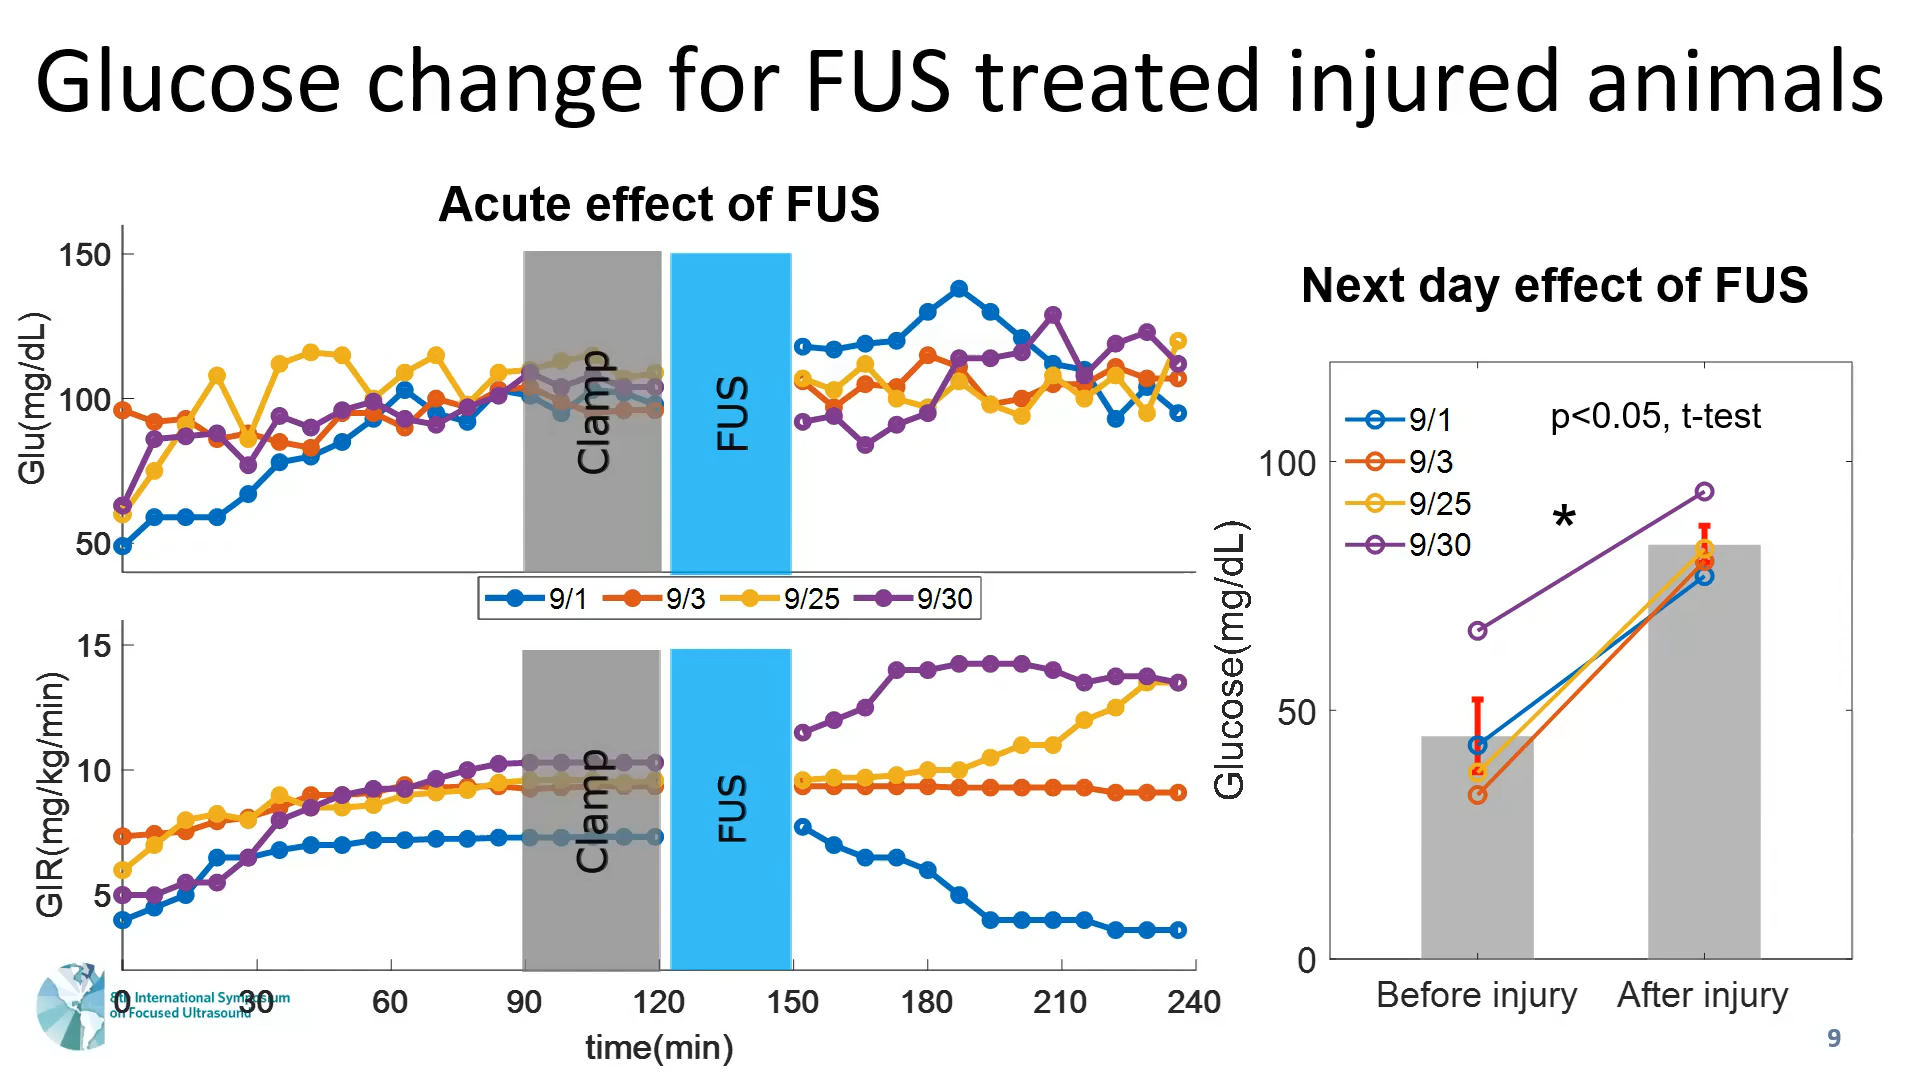 Glucose change for FUS treated injured animals
Acute effect of FUS
150
100
50
Glu(mg/dL)
Clamp
FUS
9/1 9/3 9/25 9/30
15
10
5
GIR(mg/kg/min)
Clamp
FUS
0 30 60 90 120 150 180 210 240
time(min)
8th International Symposium
on Focused Ultrasound
Next day effect of FUS
9/1
9/3
9/25
9/30
p<0.05, t-test
*
100
50
0
Glucose(mg/dL)
Before injury After injury
9